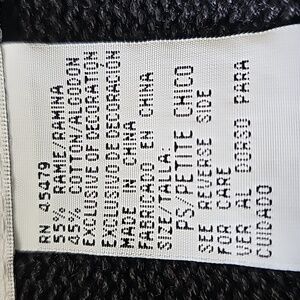 RN 45479
55% RAMIE/RAMINA
45% COTTON/ALGODON
EXCLUSIVE OF DECORATION
EXCLUSIVO DE DECORACION
MADE IN CHINA
FABRICADO EN CHINA
SIZE/TALLA:
PS/PETITE CHICO
SEE REVERSE SIDE
FOR CARE
VER AL DORSO PARA
CUIDADO